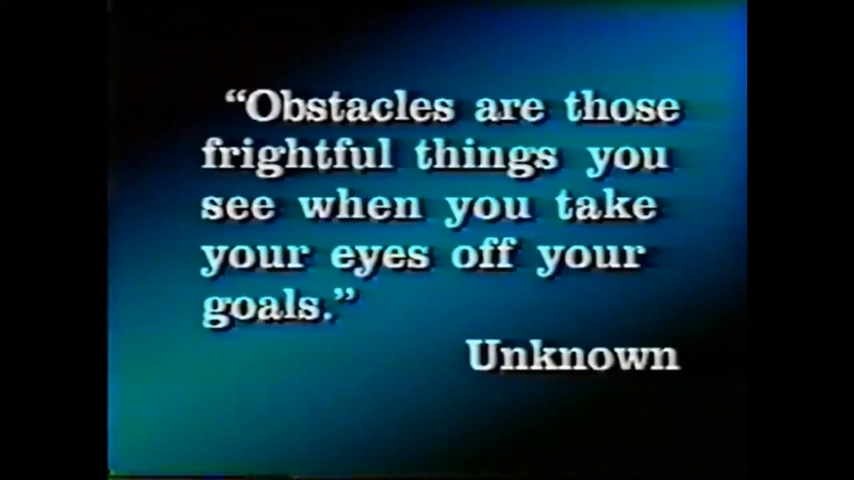 “Obstacles are those
frightful things you
see when you take
your eyes off your
goals.”
Unknown